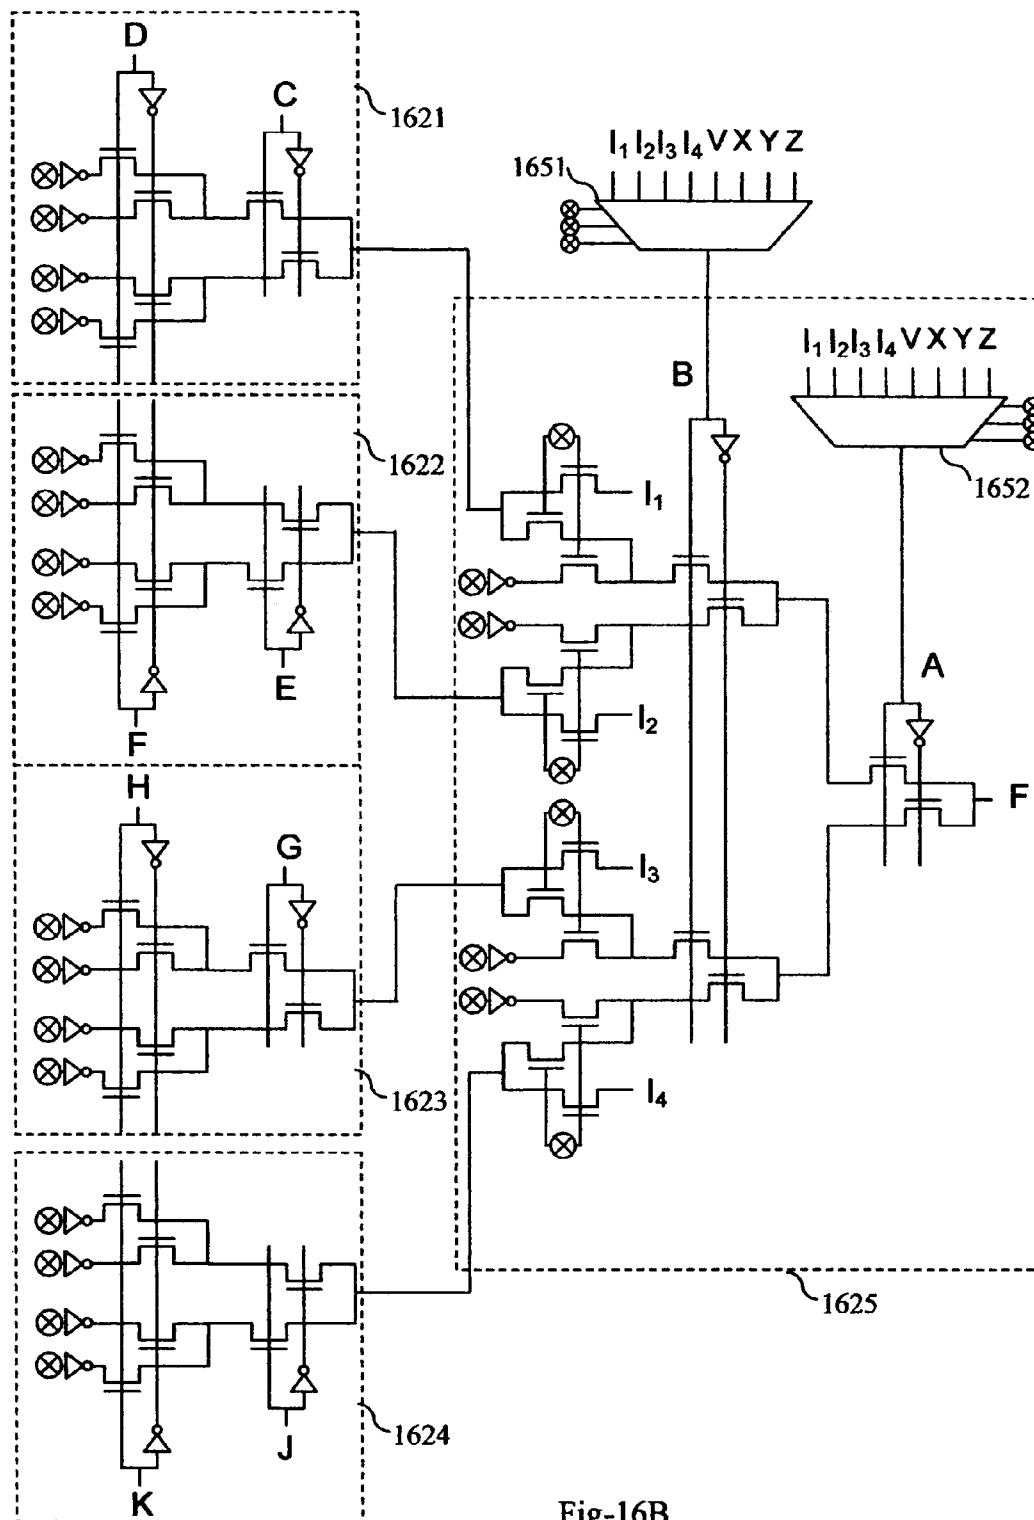 D
C
1621
I₁ I₂ I₃ I₄ V X Y Z
1651
I₁ I₂ I₃ I₄ V X Y Z
B
1622
1652
I₁
E
F
I₂
A
H
F
G
I₃
1623
I₄
1625
1624
J
K
Fig-16B